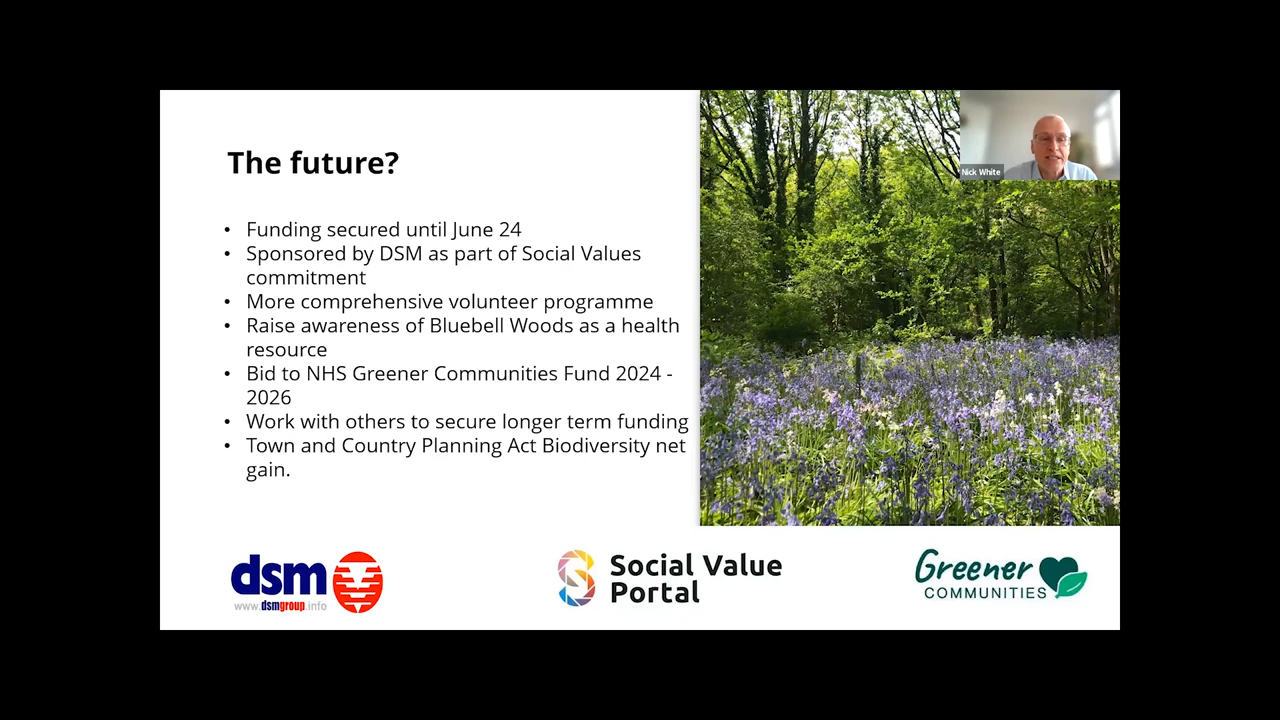 The future?
Nick White
• Funding secured until June 24
• Sponsored by DSM as part of Social Values
commitment
• More comprehensive volunteer programme
• Raise awareness of Bluebell Woods as a health
resource
• Bid to NHS Greener Communities Fund 2024 -
2026
• Work with others to secure longer term funding
• Town and Country Planning Act Biodiversity net
gain.
dsm
www.dsmgroup.info
Social Value
Portal
Greener
COMMUNITIES